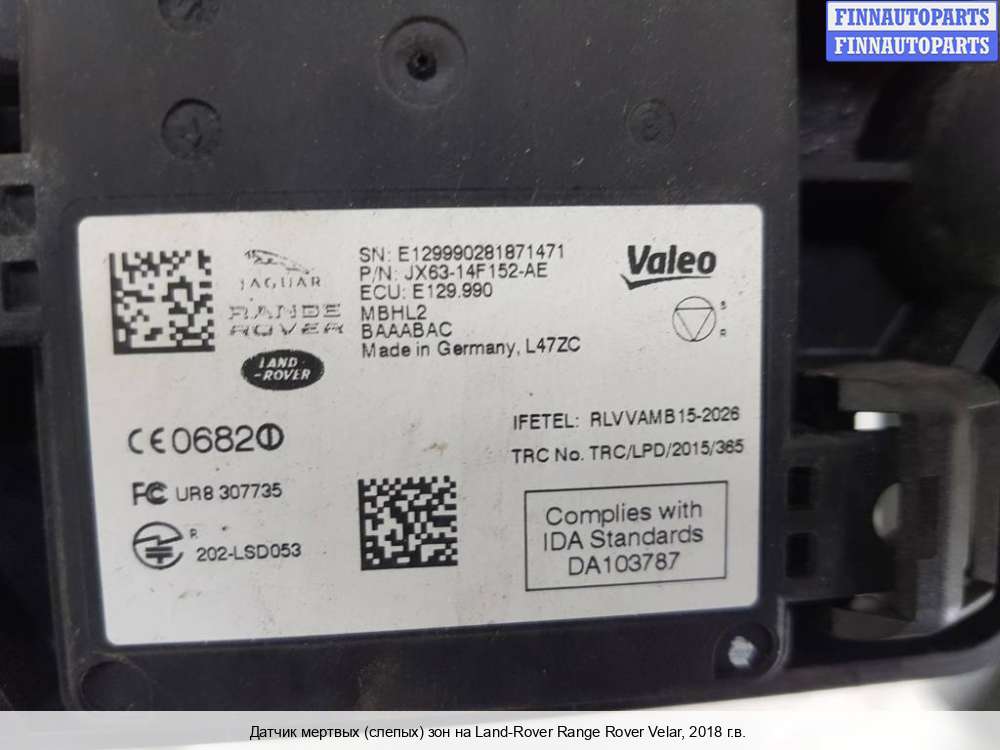 FINNAUTOPARTS
FINNAUTOPARTS
SN: E129990281871471
P/N: JX63-14F152-AE
ECU: E129.990
MBHL2
BAAABAC
Made in Germany, L47ZC
JAGUAR
RANGE
ROVER
LAND-
-ROVER
Valeo
S
R
CE0682
IFETEL: RLVVAMB15-2026
TRC No. TRC/LPD/2015/365
FC UR8 307735
R
202-LSD053
Complies with
IDA Standards
DA103787
Датчик мертвых (слепых) зон на Land-Rover Range Rover Velar, 2018 г.в.